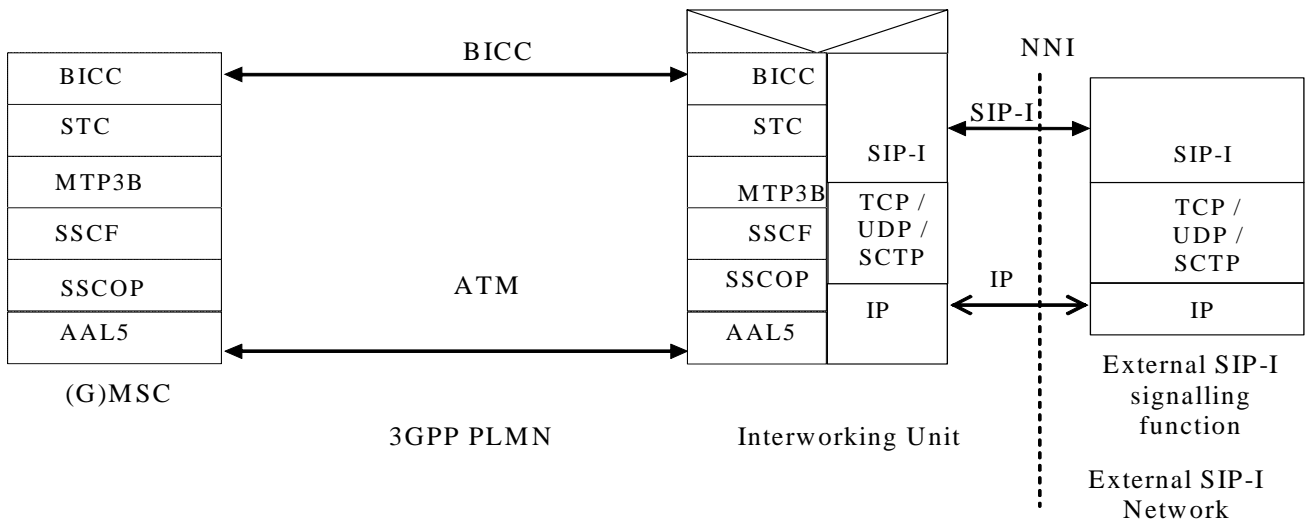 BICC
NNI
BICC
STC
MTP3B
SSCF
SSCOP
AAL5
(G)MSC
ATM
3GPP PLMN
BICC
STC
MTP3B
SSCF
SSCOP
AAL5
SIP-I
TCP /
UDP /
SCTP
IP
Interworking Unit
SIP-I
IP
SIP-I
TCP /
UDP /
SCTP
IP
External SIP-I
signalling
function
External SIP-I
Network